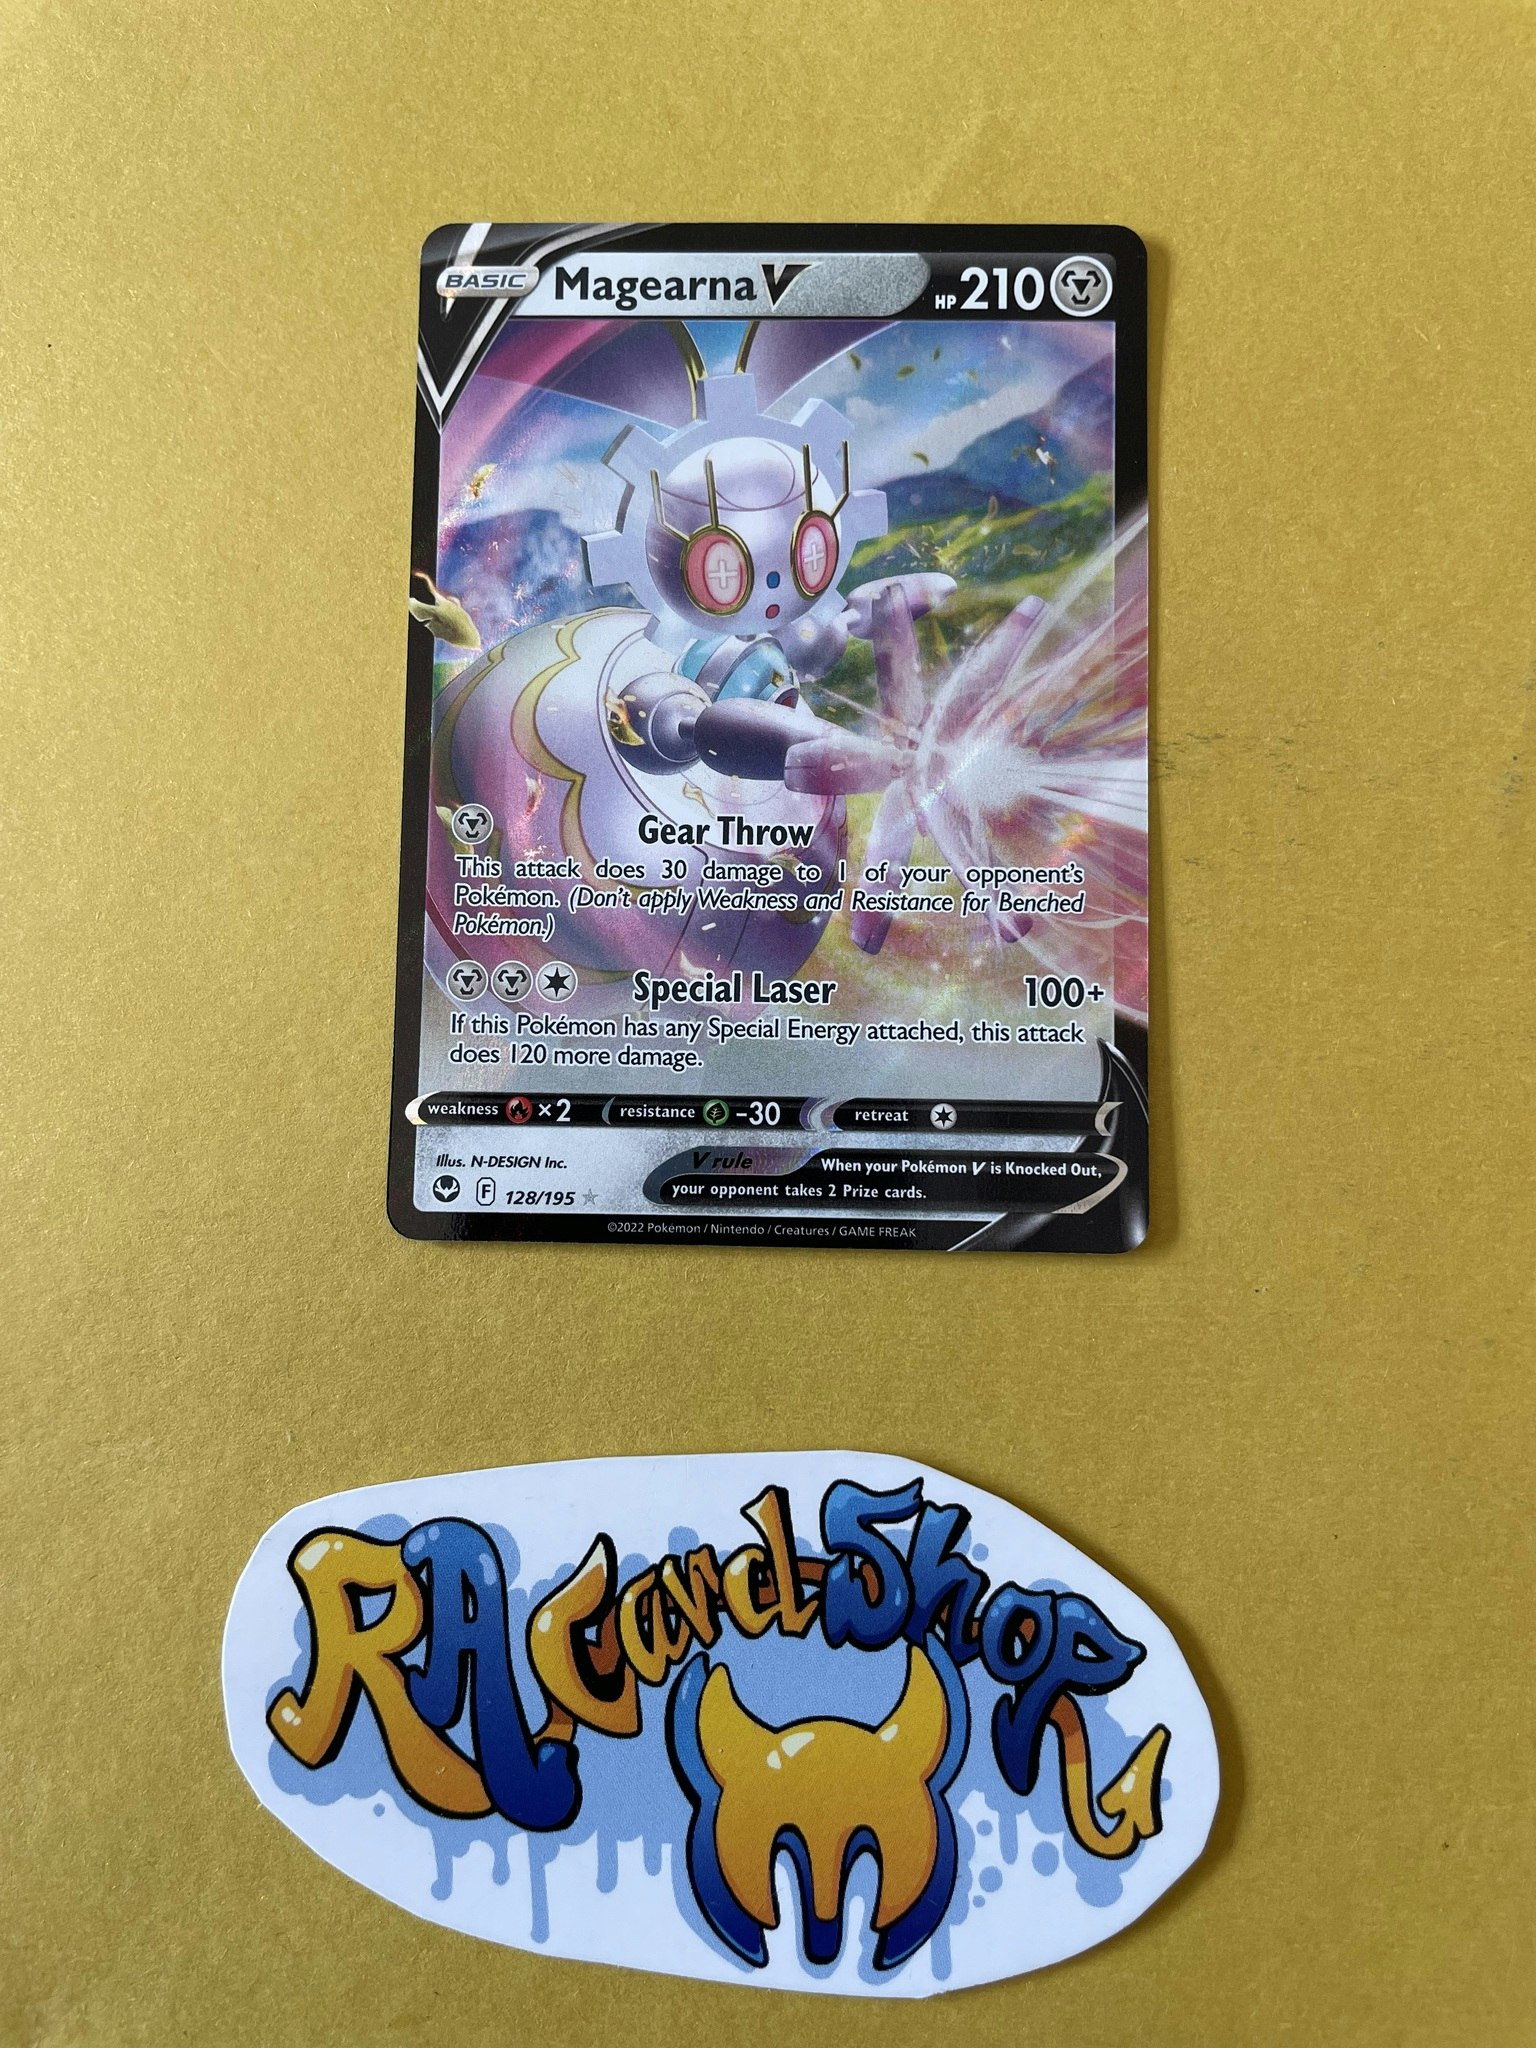 BASIC MagearnaV HP 210
Gear Throw
This attack does 30 damage to 1 of your opponent's
Pokémon. (Don't apply Weakness and Resistance for Benched
Pokémon.)
Special Laser 100+
If this Pokémon has any Special Energy attached, this attack
does 120 more damage.
weakness ×2 resistance -30 retreat
Illus. N-DESIGN Inc.
V rule When your Pokémon V is Knocked Out,
your opponent takes 2 Prize cards.
F 128/195
©2022 Pokémon / Nintendo / Creatures / GAME FREAK
RA CardShop